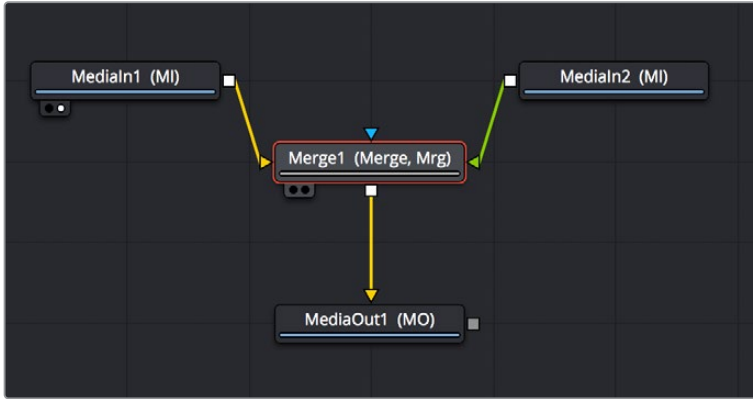 MediaIn1 (MI)
MediaIn2 (MI)
Merge1 (Merge, Mrg)
MediaOut1 (MO)